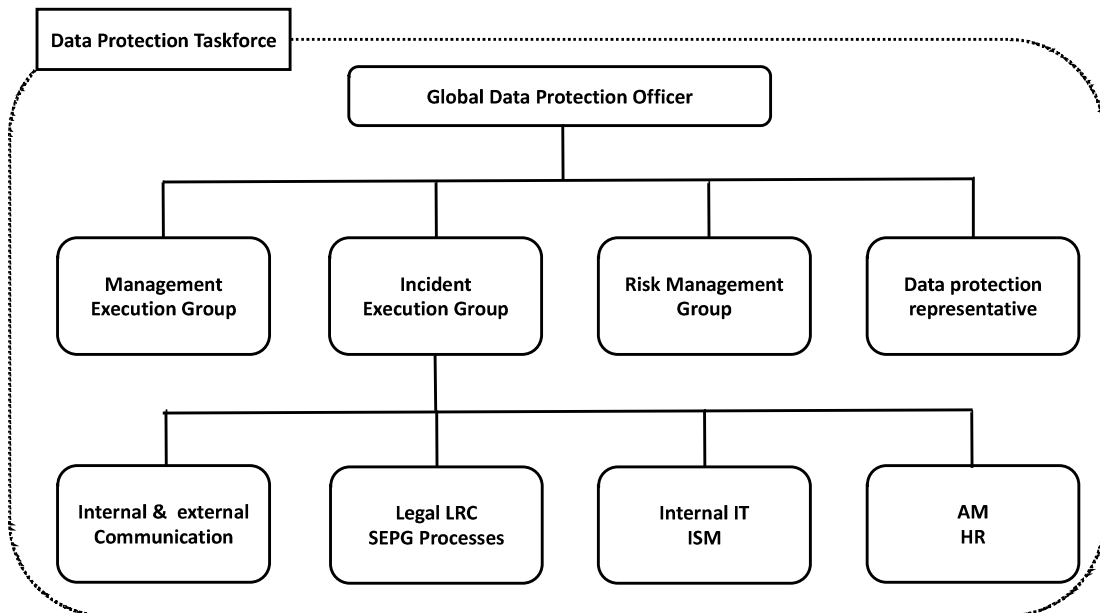 Data Protection Taskforce
Global Data Protection Officer
Management
Execution Group
Incident
Execution Group
Risk Management
Group
Data protection
representative
Internal & external
Communication
Legal LRC
SEPG Processes
Internal IT
ISM
AM
HR